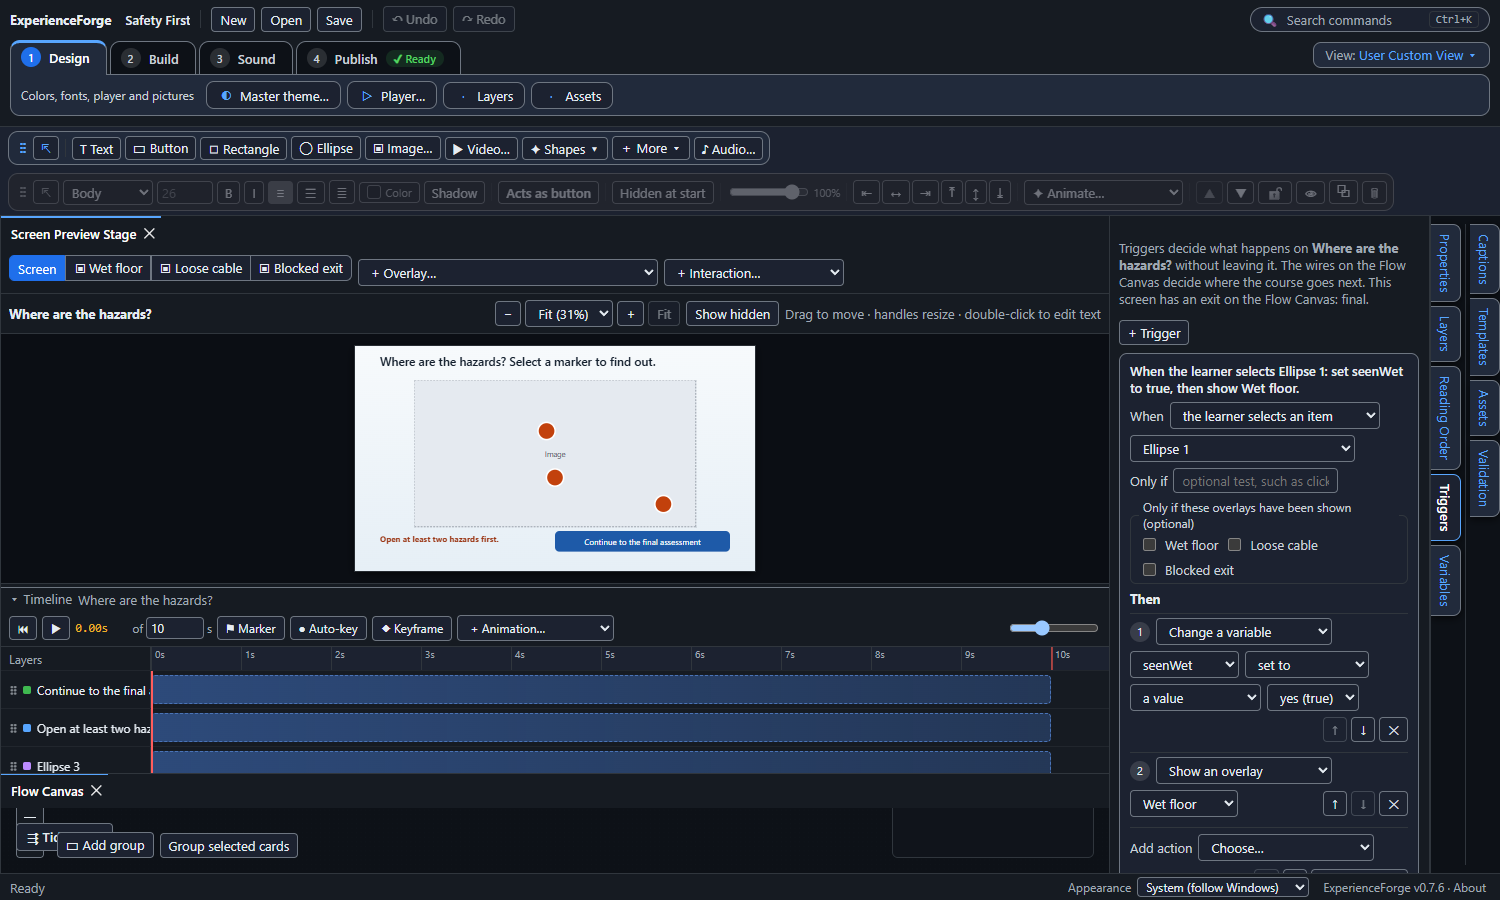 ExperienceForge Safety First New Open Save Undo Redo Search commands Ctrl+K
1 Design 2 Build 3 Sound 4 Publish ✔ Ready View: User Custom View
Colors, fonts, player and pictures Master theme... Player... Layers Assets
T Text Button Rectangle Ellipse Image... Video... Shapes + More Audio...
Body 26 B I Color Shadow Acts as button Hidden at start 100% Animate...
Screen Preview Stage
Screen Wet floor Loose cable Blocked exit + Overlay... + Interaction...
Where are the hazards? − Fit (31%) + Fit Show hidden Drag to move · handles resize · double-click to edit text
Where are the hazards? Select a marker to find out.
Image
Open at least two hazards first. Continue to the final assessment
Timeline Where are the hazards?
0.00s of 10 s Marker Auto-key Keyframe + Animation...
Layers 0s 1s 2s 3s 4s 5s 6s 7s 8s 9s 10s
Continue to the final
Open at least two haz
Ellipse 3
Flow Canvas
Add group Group selected cards
Triggers decide what happens on Where are the
hazards? without leaving it. The wires on the Flow
Canvas decide where the course goes next. This
screen has an exit on the Flow Canvas: final.
+ Trigger
When the learner selects Ellipse 1: set seenWet
to true, then show Wet floor.
When the learner selects an item
Ellipse 1
Only if optional test, such as click
Only if these overlays have been shown
(optional)
Wet floor Loose cable
Blocked exit
Then
1 Change a variable
seenWet set to
a value yes (true)
2 Show an overlay
Wet floor
Add action Choose...
Properties
Layers
Reading Order
Triggers
Variables
Captions
Templates
Assets
Validation
Ready Appearance System (follow Windows) ExperienceForge v0.7.6 · About